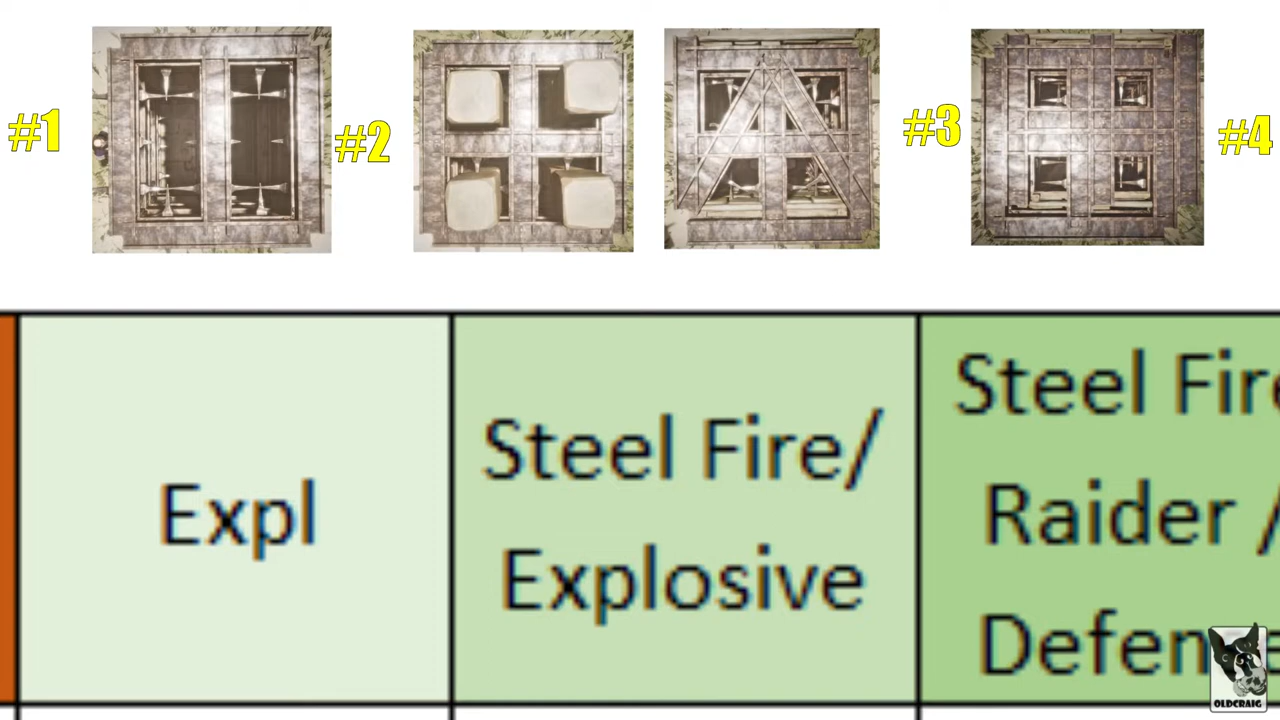 #1
#2
#3
#4
Expl
Steel Fire/
Explosive
Steel Fire
Raider /
Defen
OLDCRAIG